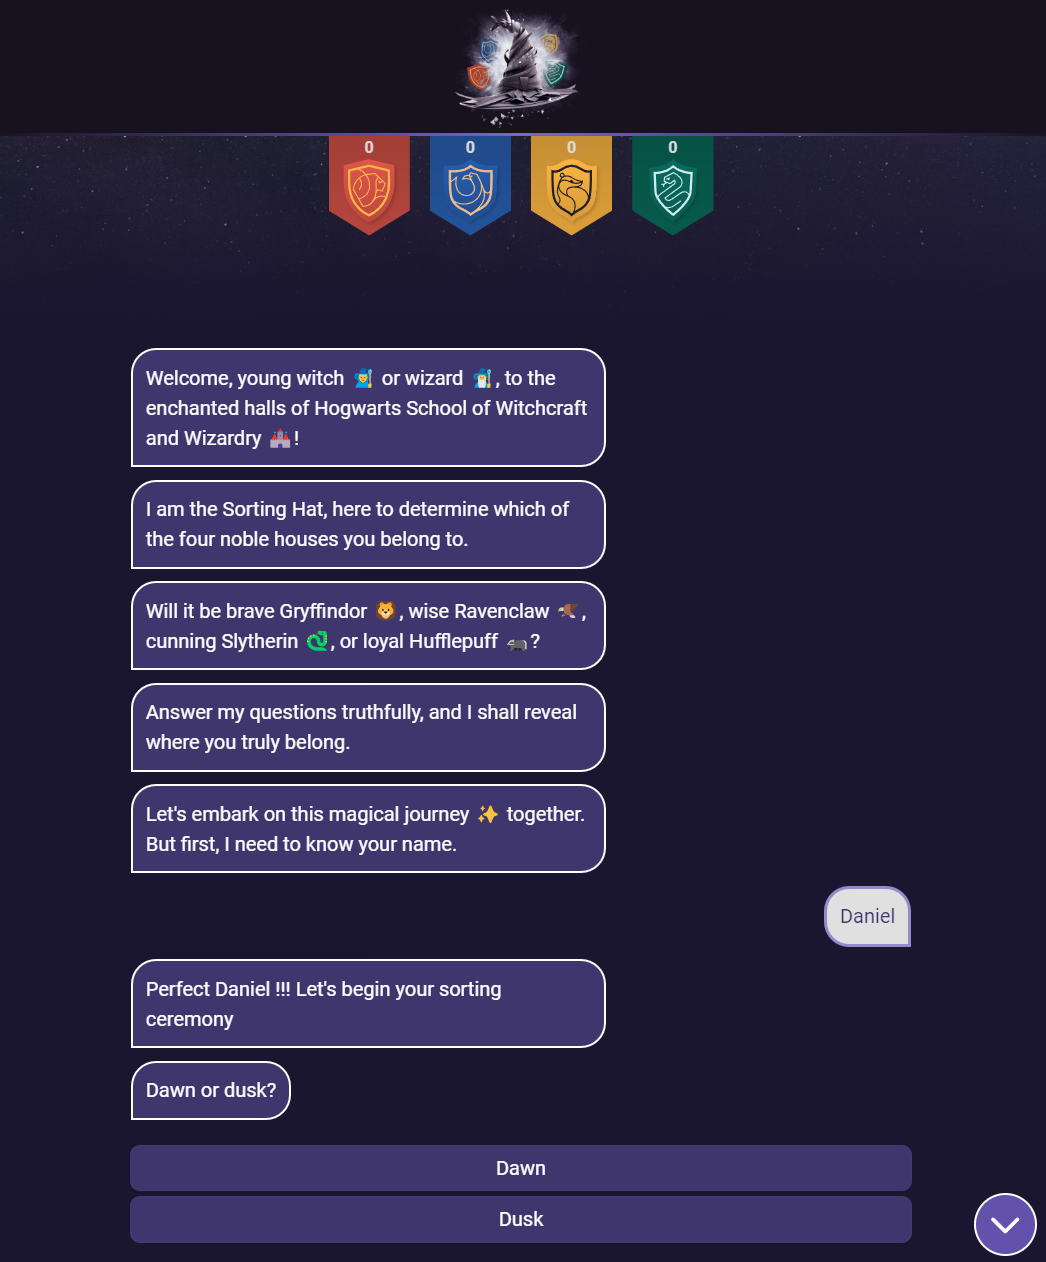 0 0 0 0
Welcome, young witch 🧙‍♀️ or wizard 🧙‍♂️, to the
enchanted halls of Hogwarts School of Witchcraft
and Wizardry 🏰!
I am the Sorting Hat, here to determine which of
the four noble houses you belong to.
Will it be brave Gryffindor 🦁, wise Ravenclaw 🦅,
cunning Slytherin 🐍, or loyal Hufflepuff 🦡?
Answer my questions truthfully, and I shall reveal
where you truly belong.
Let's embark on this magical journey ✨ together.
But first, I need to know your name.
Daniel
Perfect Daniel !!! Let's begin your sorting
ceremony
Dawn or dusk?
Dawn
Dusk